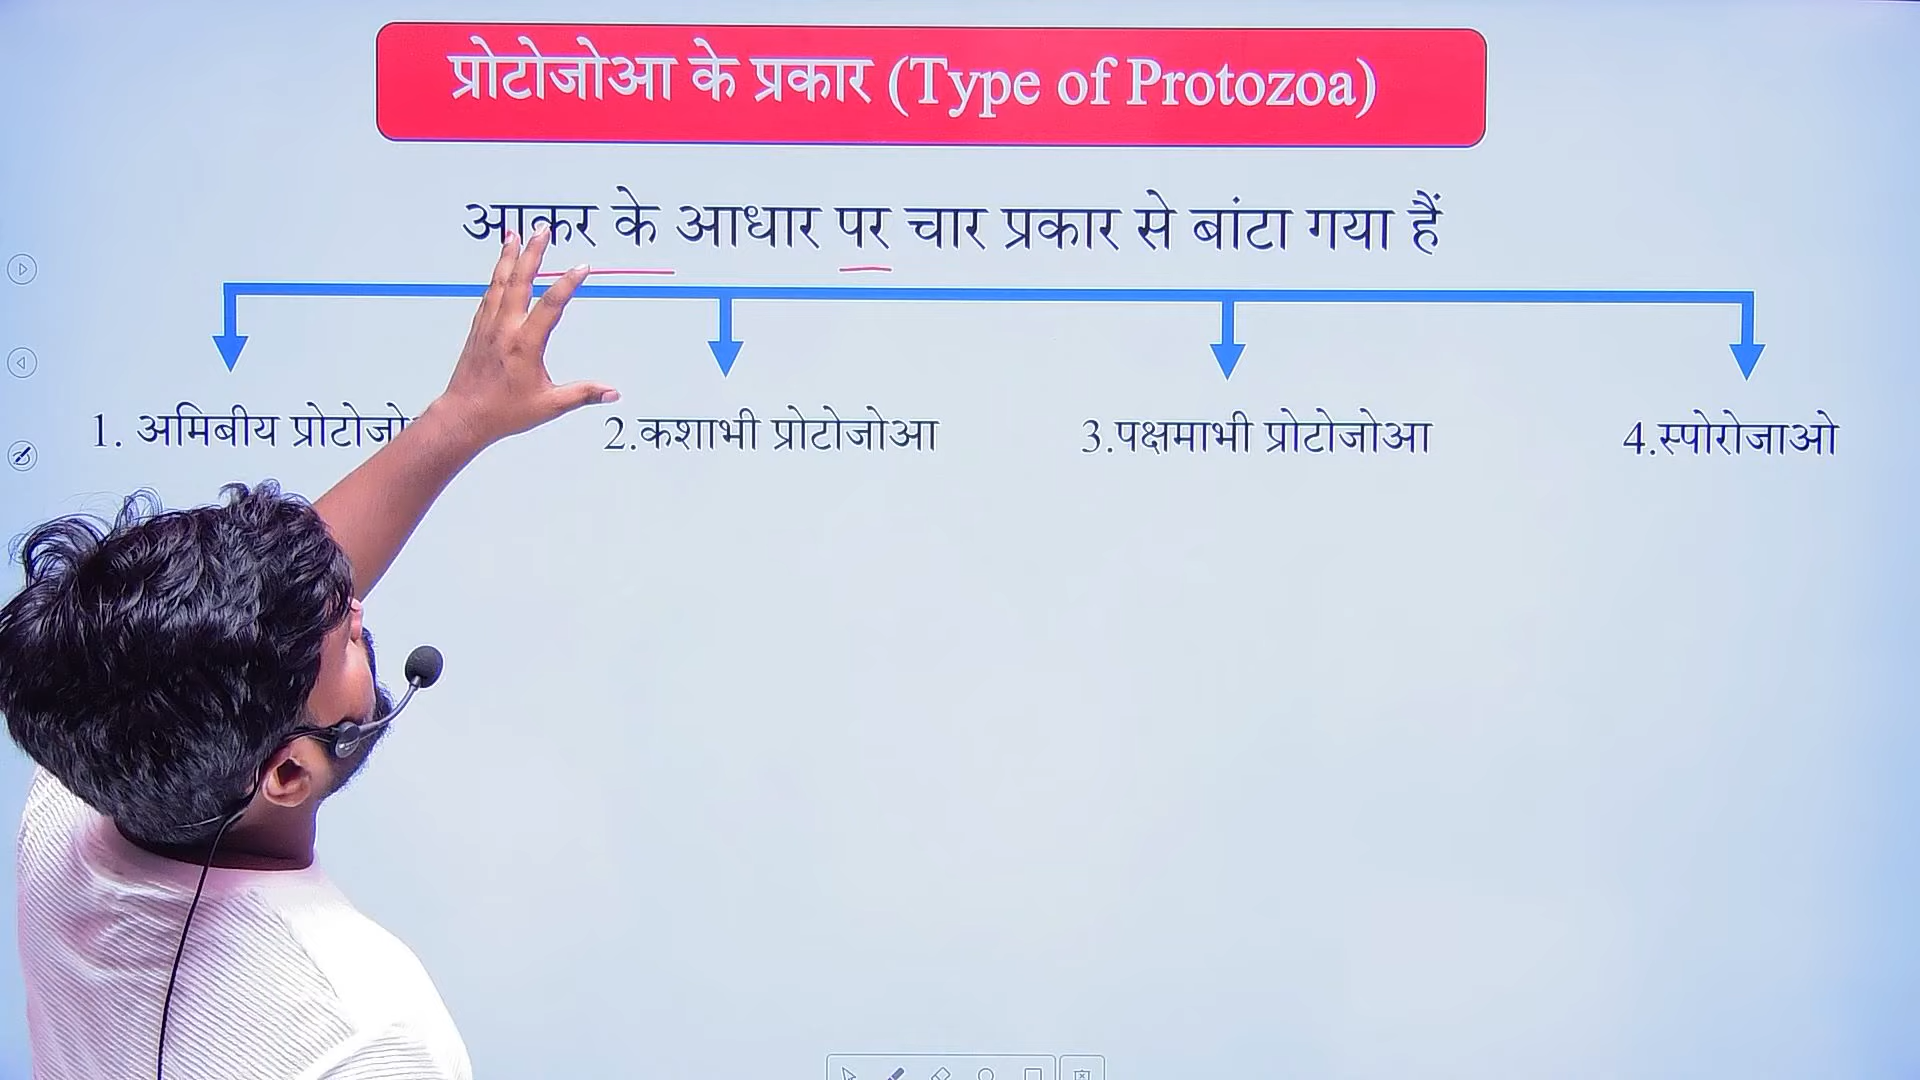 प्रोटोजोआ के प्रकार (Type of Protozoa)
आकर के आधार पर चार प्रकार से बांटा गया हैं
1. अमिबीय
2.कशाभी प्रोटोजोआ
3.पक्षमाभी प्रोटोजोआ
4.स्पोरोजाओ